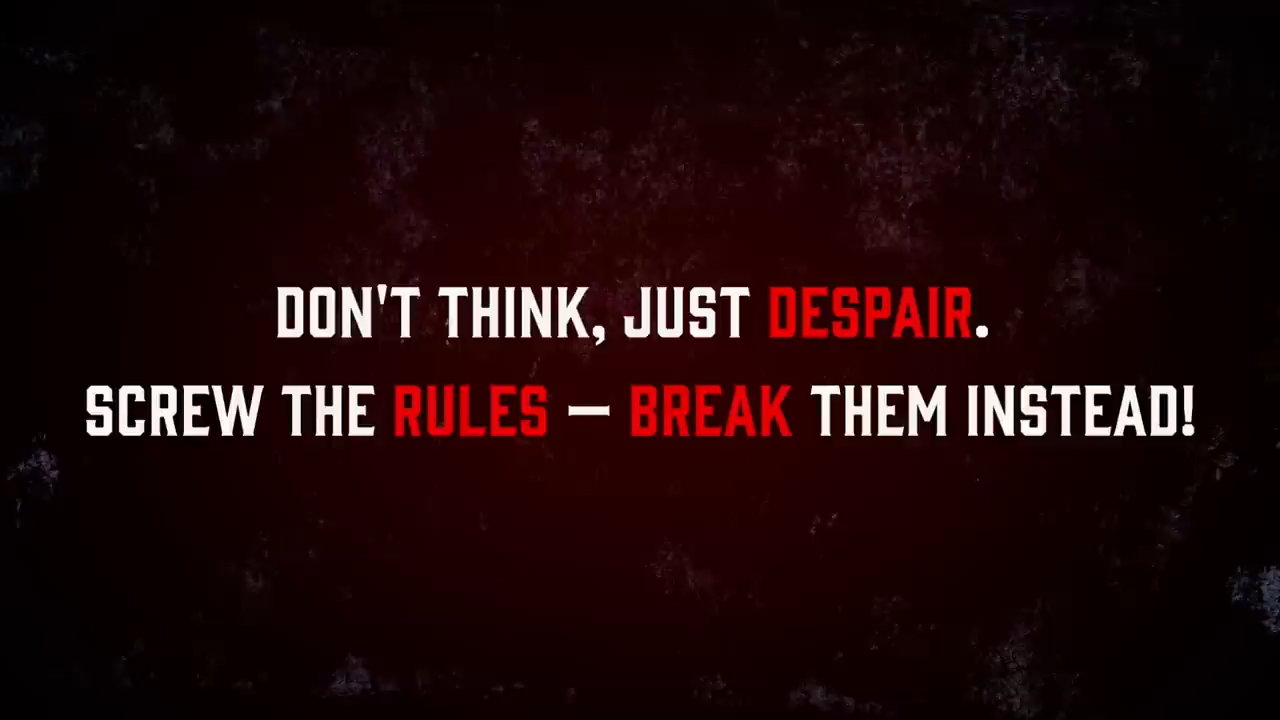 DON'T THINK, JUST DESPAIR.
SCREW THE RULES — BREAK THEM INSTEAD!